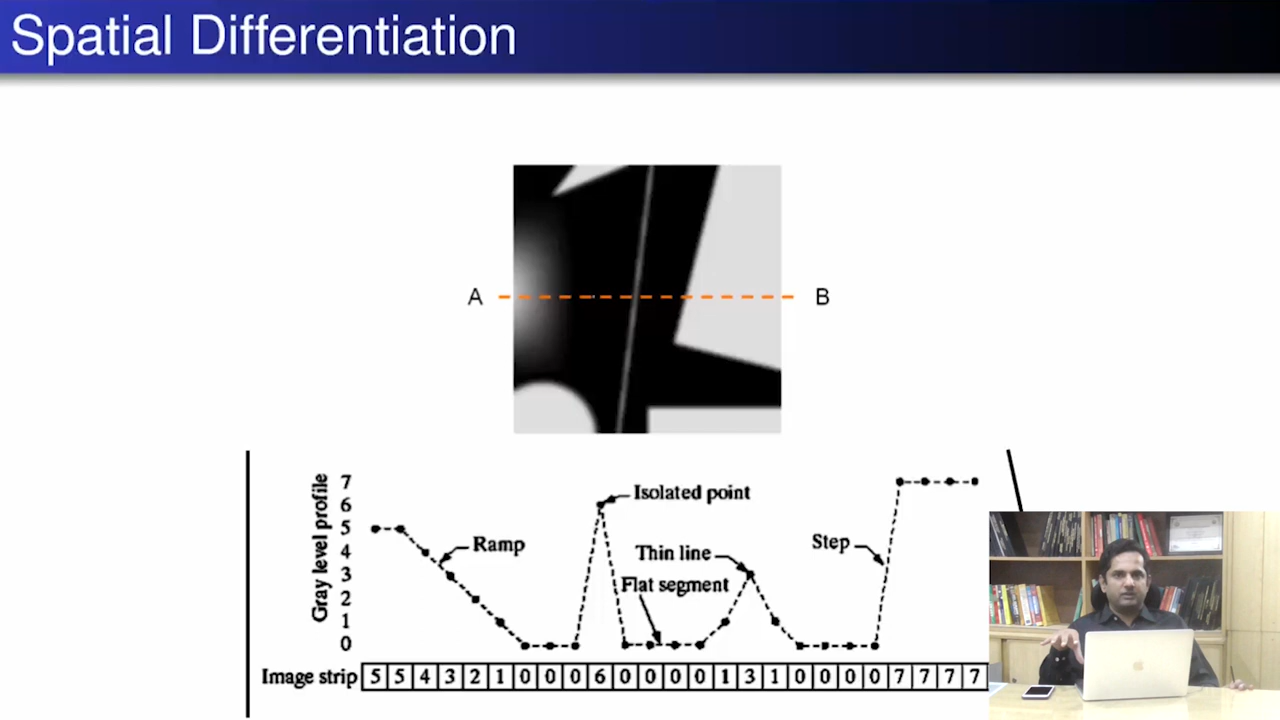 Spatial Differentiation
A
B
Gray level profile
7
6
5
4
3
2
1
0
Isolated point
Ramp
Thin line
Step
Flat segment
Image strip 5 5 4 3 2 1 0 0 0 6 0 0 0 0 1 3 1 0 0 0 0 7 7 7 7